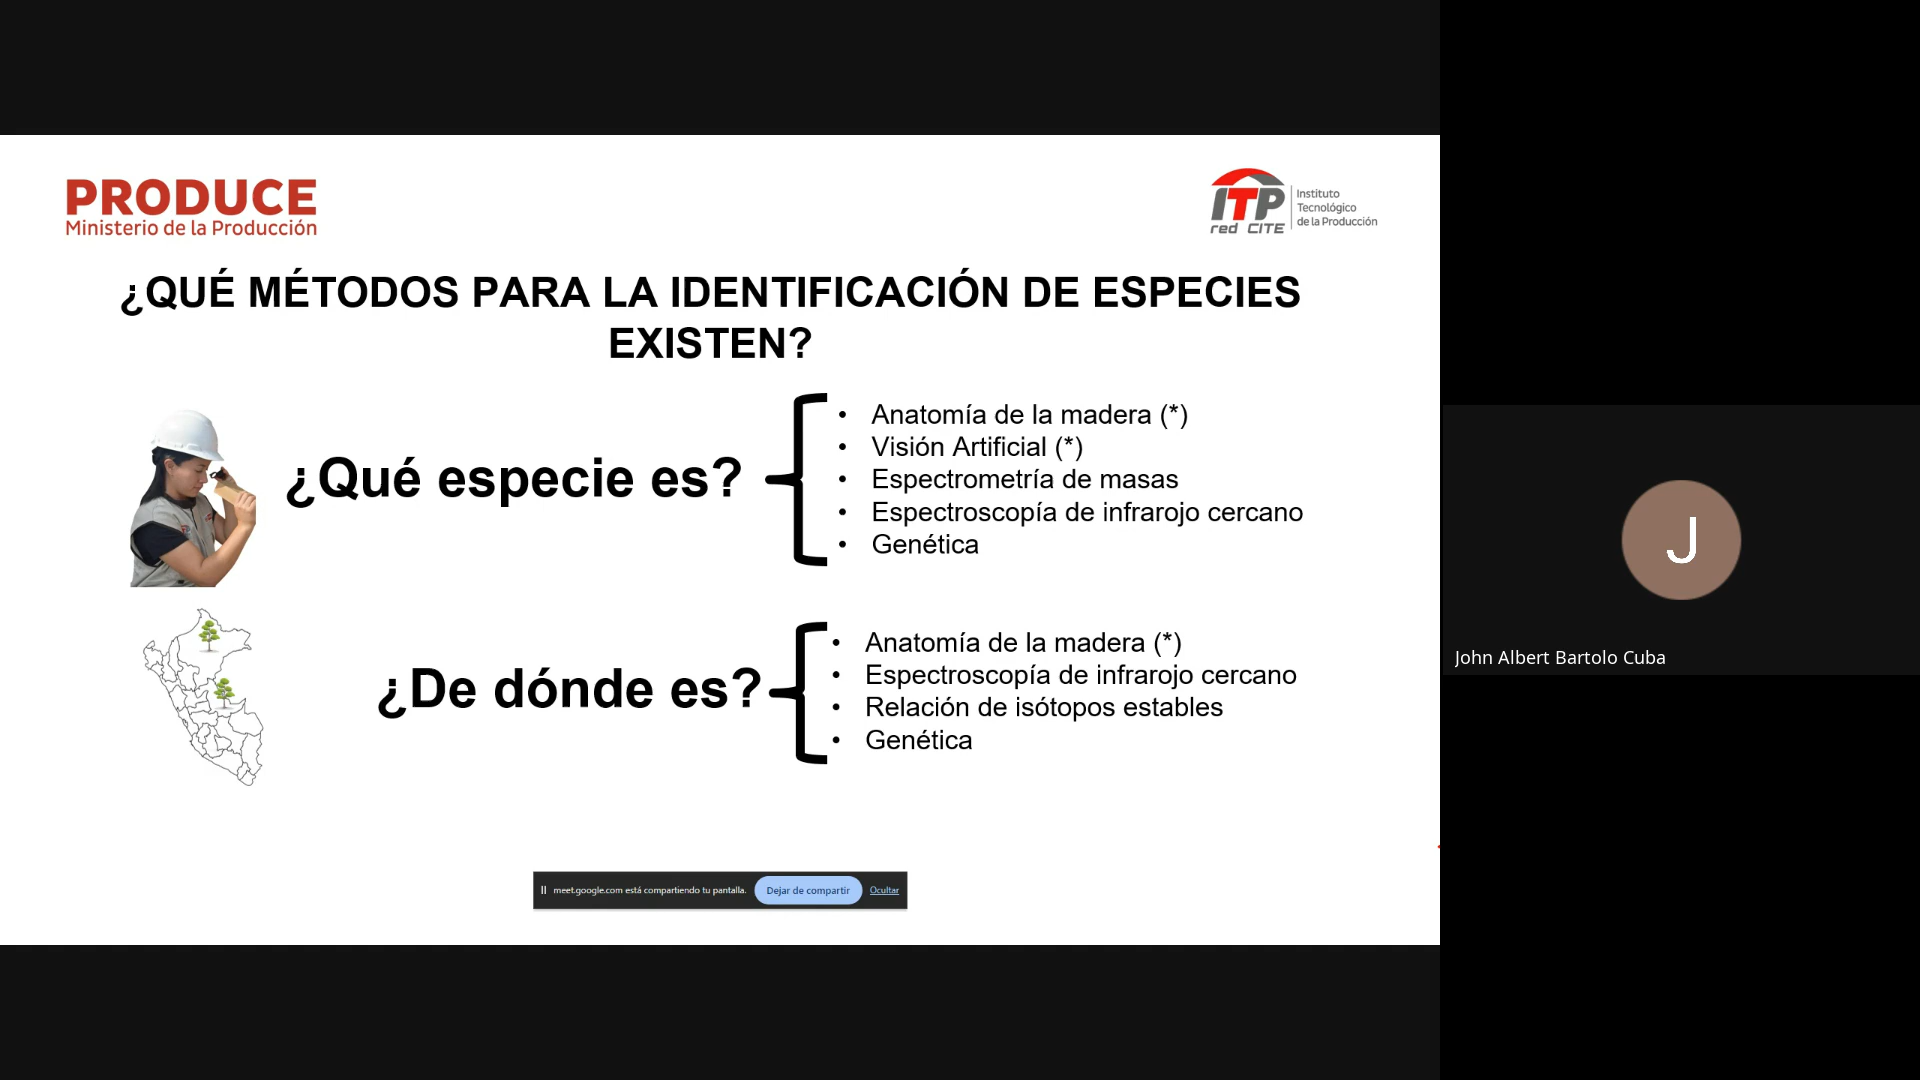 PRODUCE
Ministerio de la Producción
ITP
red CITE
Instituto
Tecnológico
de la Producción
¿QUÉ MÉTODOS PARA LA IDENTIFICACIÓN DE ESPECIES
EXISTEN?
¿Qué especie es?
• Anatomía de la madera (*)
• Visión Artificial (*)
• Espectrometría de masas
• Espectroscopía de infrarojo cercano
• Genética
¿De dónde es?
• Anatomía de la madera (*)
• Espectroscopía de infrarojo cercano
• Relación de isótopos estables
• Genética
meet.google.com está compartiendo tu pantalla. Dejar de compartir Ocultar
J
John Albert Bartolo Cuba